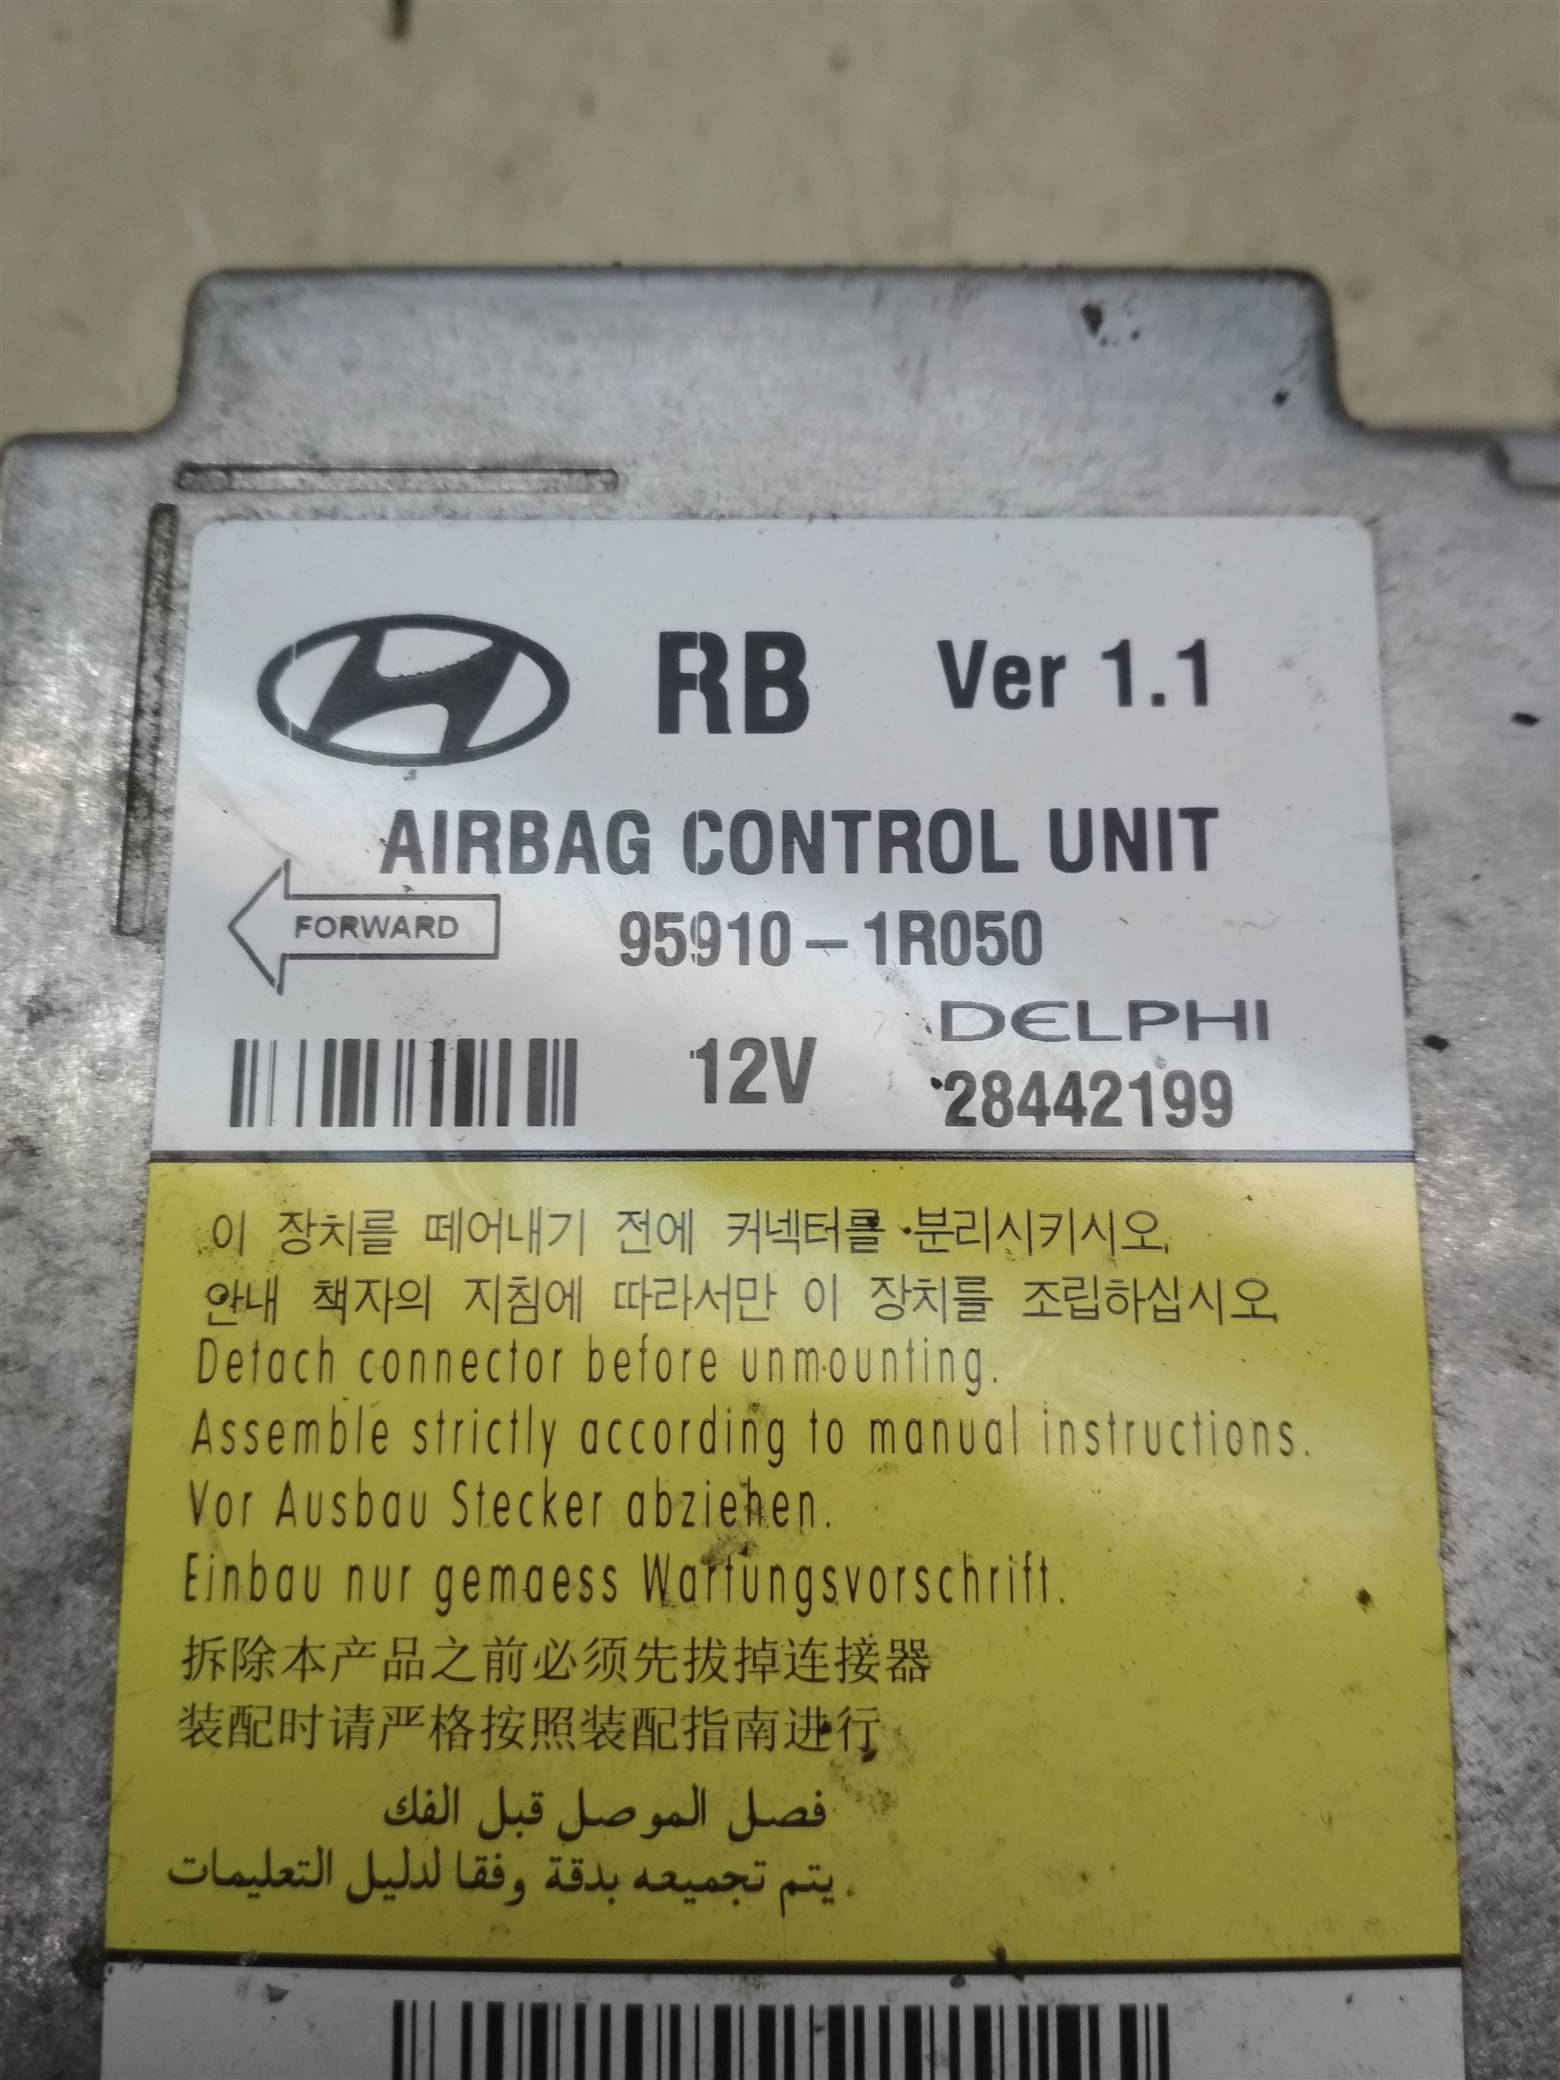 RB Ver 1.1
AIRBAG CONTROL UNIT
FORWARD
95910-1R050
DELPHI
12V
28442199
이 장치를 떼어내기 전에 커넥터를 분리시키시오.
안내 책자의 지침에 따라서만 이 장치를 조립하십시오.
Detach connector before unmounting.
Assemble strictly according to manual instructions.
Vor Ausbau Stecker abziehen.
Einbau nur gemaess Wartungsvorschrift.
拆除本产品之前必须先拔掉连接器
装配时请严格按照装配指南进行
فصل الموصل قبل الفك
يتم تجميعه بدقة وفقا لدليل التعليمات.